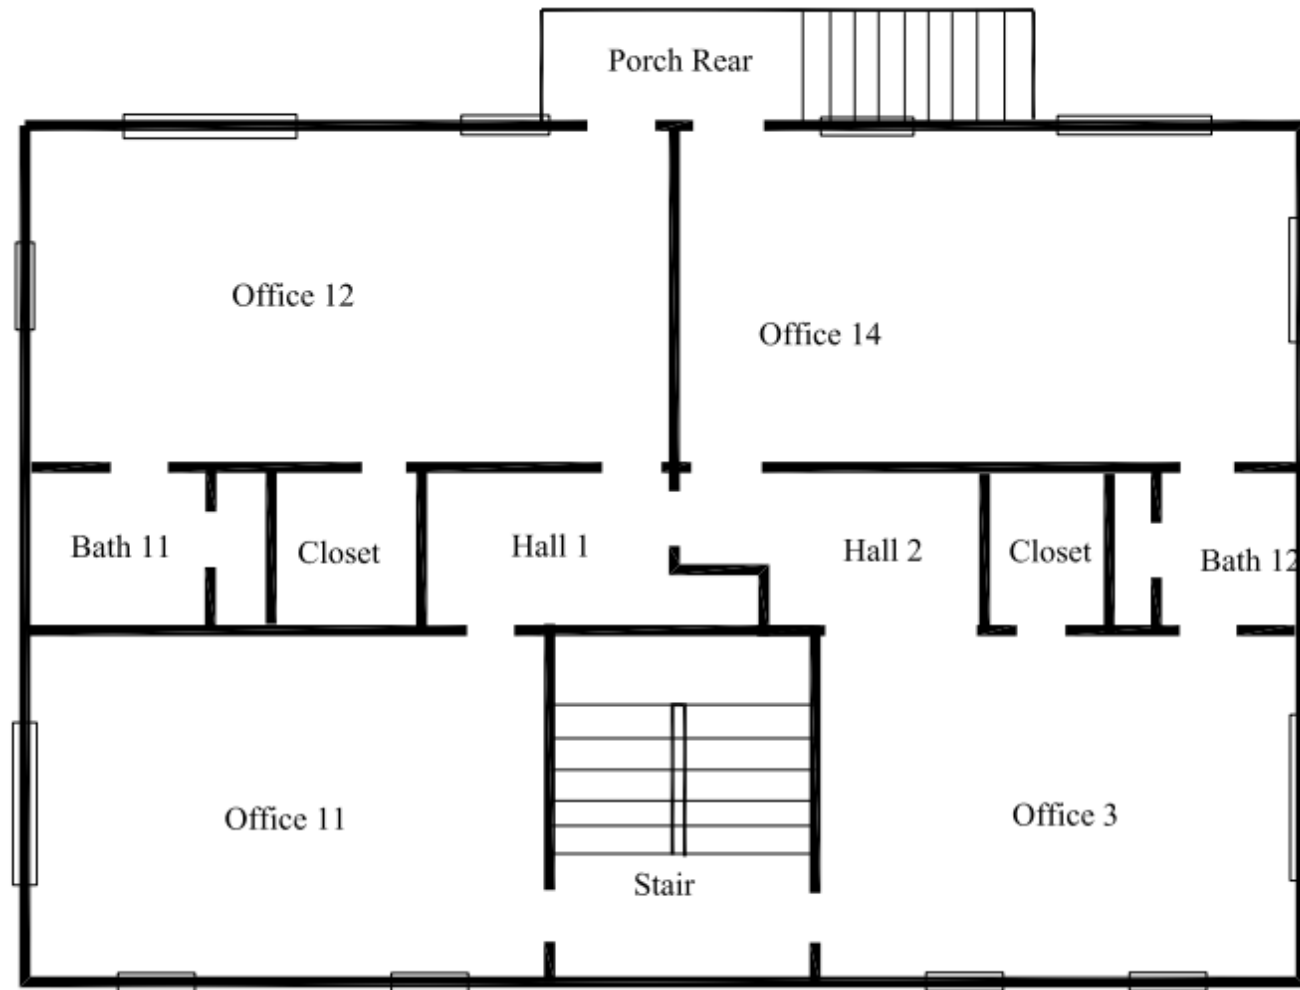 Porch Rear
Office 12
Office 14
Bath 11
Closet
Hall 1
Hall 2
Closet
Bath 12
Office 11
Stair
Office 3